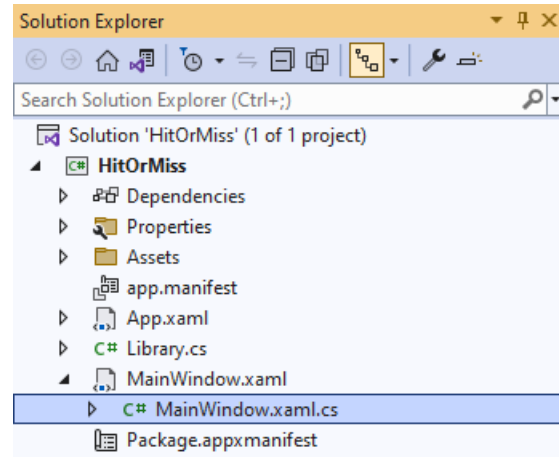 Solution Explorer
Search Solution Explorer (Ctrl+;)
Solution 'HitOrMiss' (1 of 1 project)
C# HitOrMiss
Dependencies
Properties
Assets
app.manifest
App.xaml
C# Library.cs
MainWindow.xaml
C# MainWindow.xaml.cs
Package.appxmanifest